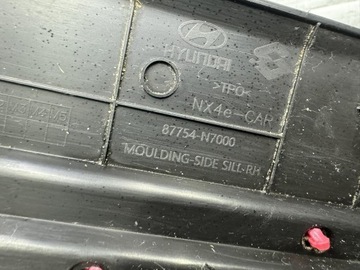 HYUNDAI
>TPO<
NX4e-CAR
87754-N7000
MOULDING-SIDE SILL-RH